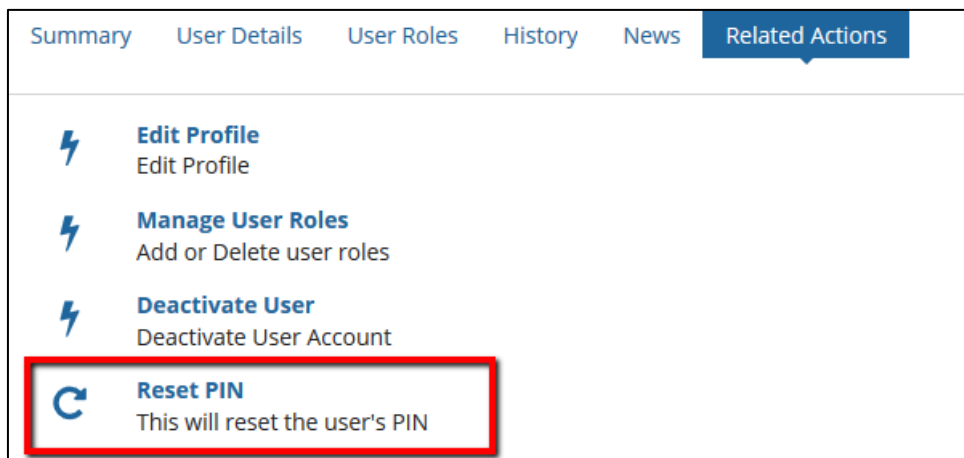 Summary User Details User Roles History News Related Actions
Edit Profile
Edit Profile
Manage User Roles
Add or Delete user roles
Deactivate User
Deactivate User Account
Reset PIN
This will reset the user's PIN